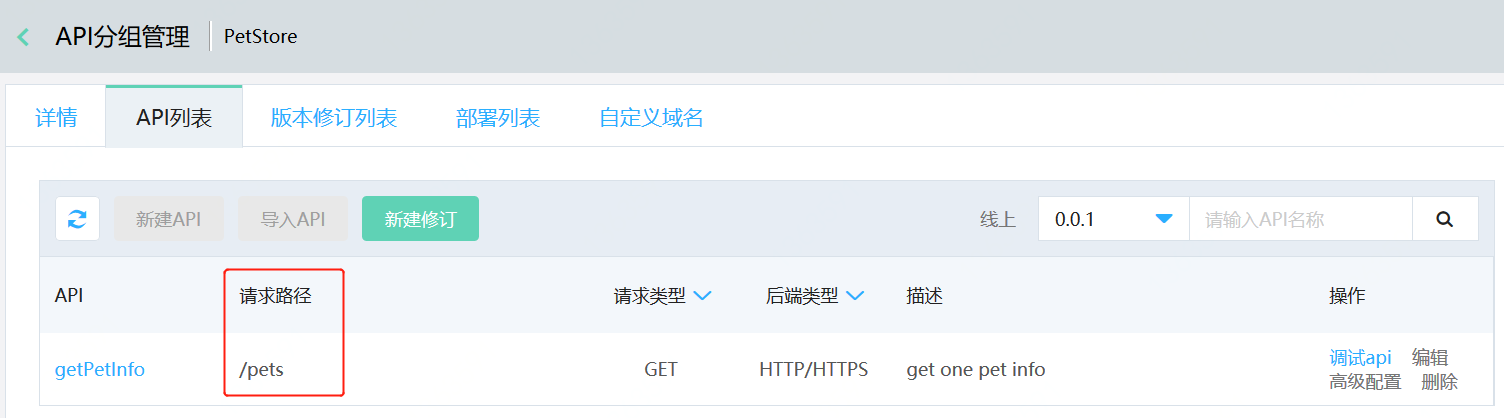 API分组管理 PetStore
详情 API列表 版本修订列表 部署列表 自定义域名
新建API 导入API 新建修订 线上 0.0.1 请输入API名称
API 请求路径 请求类型 后端类型 描述 操作
getPetInfo /pets GET HTTP/HTTPS get one pet info 调试api 编辑
高级配置 删除